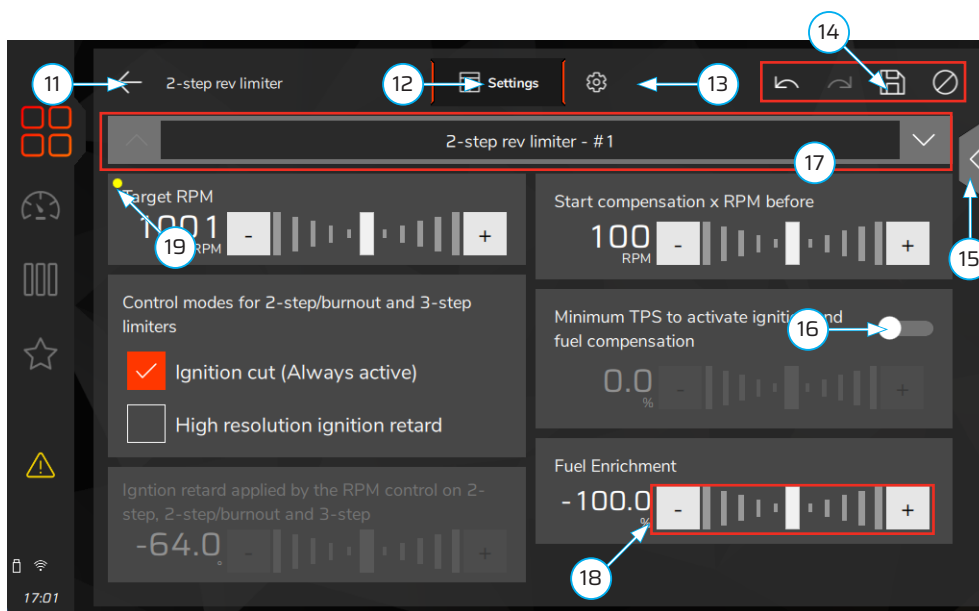 14
11
2-step rev limiter
12
Settings
13
2-step rev limiter - #1
17
Target RPM
1001
RPM
- +
19
Start compensation x RPM before
100
RPM
- +
15
Control modes for 2-step/burnout and 3-step
limiters
Ignition cut (Always active)
High resolution ignition retard
Minimum TPS to activate and
fuel compensation
16
0.0
%
- +
Igntion retard applied by the RPM control on 2-
step, 2-step/burnout and 3-step
-64.0
°
- +
Fuel Enrichment
-100.0
%
- +
18
17:01